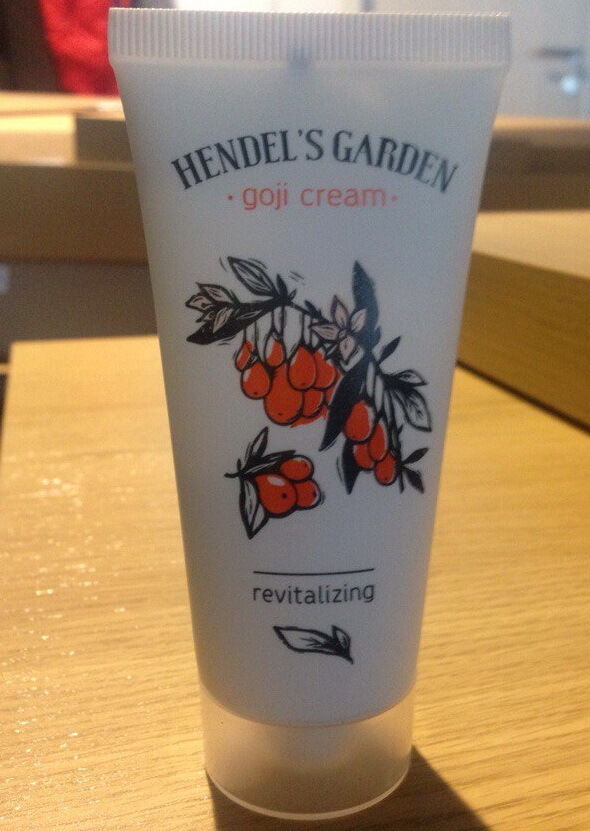 HENDEL'S GARDEN
· goji cream ·
revitalizing